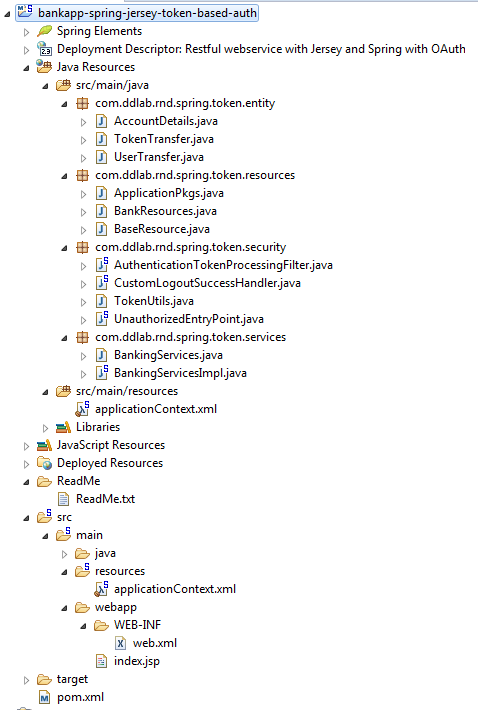 bankapp-spring-jersey-token-based-auth
Spring Elements
Deployment Descriptor: Restful webservice with Jersey and Spring with OAuth
Java Resources
src/main/java
com.ddlab.rnd.spring.token.entity
AccountDetails.java
TokenTransfer.java
UserTransfer.java
com.ddlab.rnd.spring.token.resources
ApplicationPkgs.java
BankResources.java
BaseResource.java
com.ddlab.rnd.spring.token.security
AuthenticationTokenProcessingFilter.java
CustomLogoutSuccessHandler.java
TokenUtils.java
UnauthorizedEntryPoint.java
com.ddlab.rnd.spring.token.services
BankingServices.java
BankingServicesImpl.java
src/main/resources
applicationContext.xml
Libraries
JavaScript Resources
Deployed Resources
ReadMe
ReadMe.txt
src
main
java
resources
applicationContext.xml
webapp
WEB-INF
web.xml
index.jsp
target
pom.xml